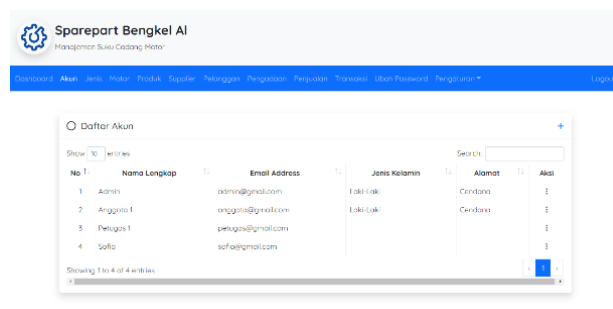 Sparepart Bengkel Al
Manajemen Suku Cadang Motor
Dashboard Akun Jenis Motor Produk Supplier Pelanggan Pengadaan Penjualan Transaksi Ubah Password Pengaturan Logout
Daftar Akun +
Show 10 entries Search:
No Nama Lengkap Email Address Jenis Kelamin Alamat Aksi
1 Admin admin@gmail.com Laki-Laki Cendana
2 Anggota 1 anggota@gmail.com Laki-Laki Cendana
3 Petugas 1 petugas@gmail.com
4 Sofia sofia@gmail.com
Showing 1 to 4 of 4 entries ‹ 1 ›